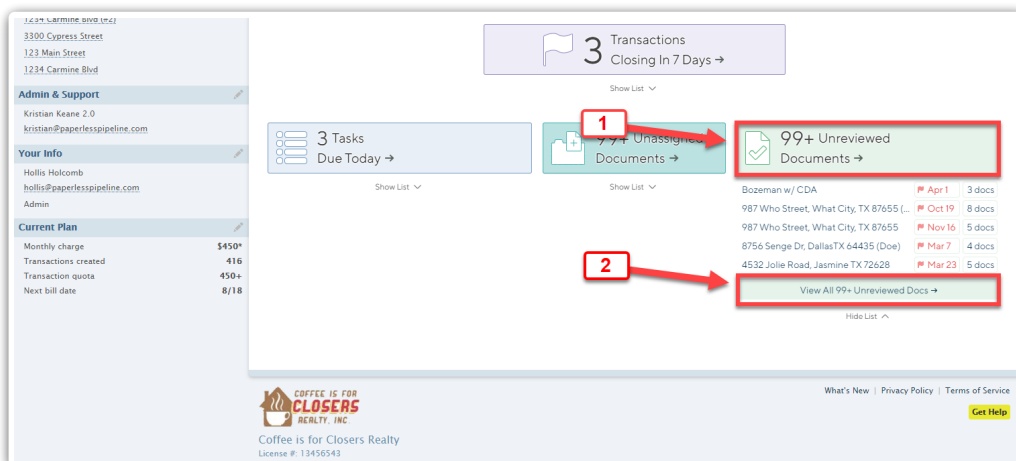 1234 Carmine Blvd (#2)
3300 Cypress Street
123 Main Street
1234 Carmine Blvd
Admin & Support
Kristian Keane 2.0
kristian@paperlesspipeline.com
Your Info
Hollis Holcomb
hollis@paperlesspipeline.com
Admin
Current Plan
Monthly charge $450*
Transactions created 416
Transaction quota 450+
Next bill date 8/18
3 Transactions
Closing In 7 Days →
Show List
3 Tasks
Due Today →
Show List
1
99+ Unassigned
Documents →
Show List
99+ Unreviewed
Documents →
Bozeman w/ CDA Apr 1 3 docs
987 Who Street, What City, TX 87655 (... Oct 19 8 docs
987 Who Street, What City, TX 87655 Nov 16 5 docs
8756 Senge Dr, DallasTX 64435 (Doe) Mar 7 4 docs
4532 Jolie Road, Jasmine TX 72628 Mar 23 5 docs
2
View All 99+ Unreviewed Docs →
Hide List
COFFEE IS FOR
CLOSERS
REALTY, INC.
Coffee is for Closers Realty
License #: 13456543
What's New | Privacy Policy | Terms of Service
Get Help